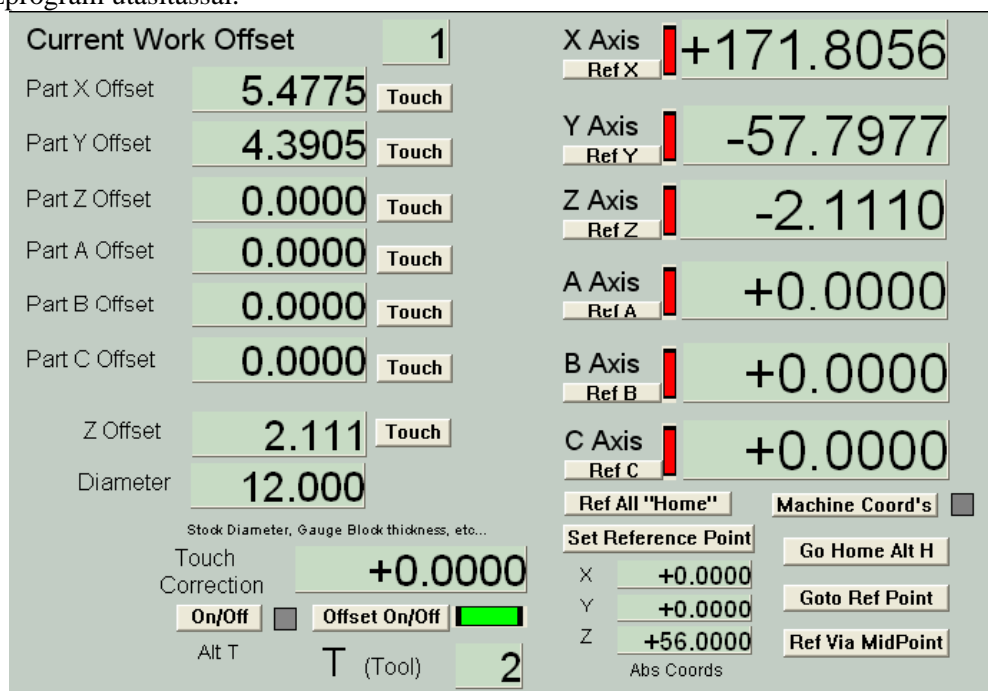 program utasítással.
Current Work Offset 1
Part X Offset 5.4775 Touch
Part Y Offset 4.3905 Touch
Part Z Offset 0.0000 Touch
Part A Offset 0.0000 Touch
Part B Offset 0.0000 Touch
Part C Offset 0.0000 Touch
Z Offset 2.111 Touch
Diameter 12.000
Stock Diameter, Gauge Block thickness, etc...
Touch Correction +0.0000
On/Off Offset On/Off
Alt T
T (Tool) 2
X Axis +171.8056
Ref X
Y Axis -57.7977
Ref Y
Z Axis -2.1110
Ref Z
A Axis +0.0000
Ref A
B Axis +0.0000
Ref B
C Axis +0.0000
Ref C
Ref All "Home" Machine Coord's
Set Reference Point Go Home Alt H
X +0.0000
Y +0.0000 Goto Ref Point
Z +56.0000 Ref Via MidPoint
Abs Coords